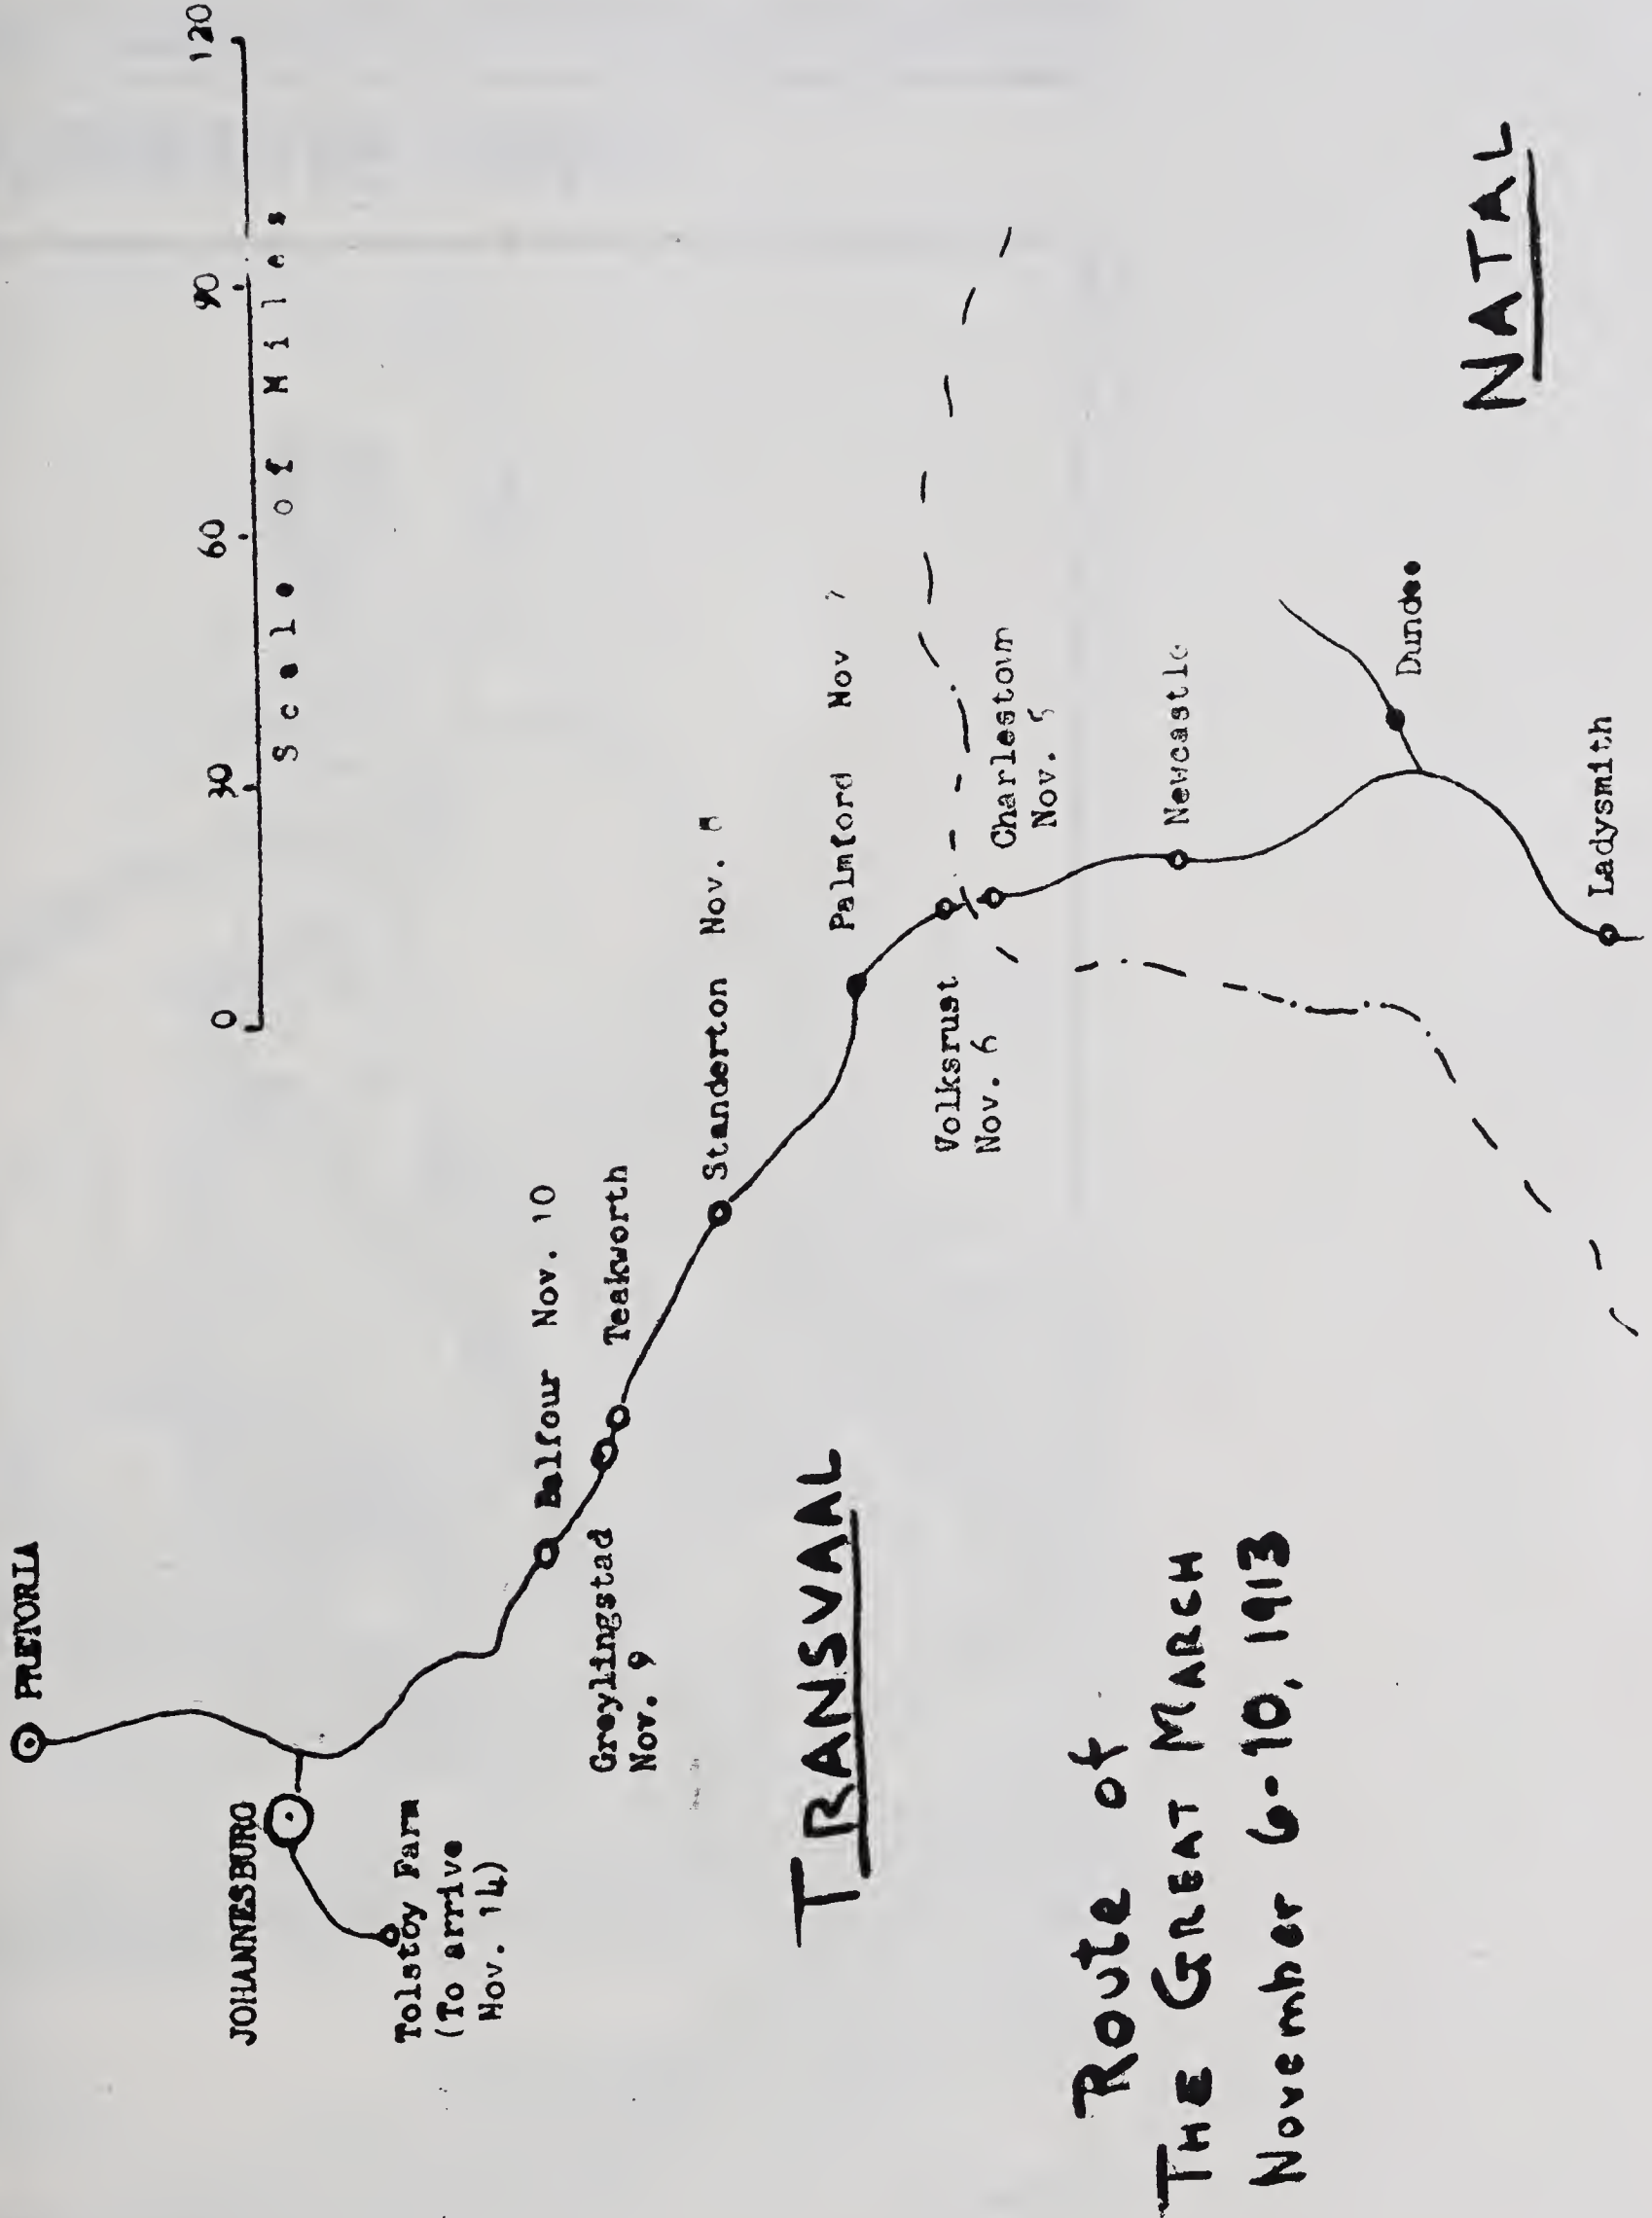 PRETORIA
JOHANNESBURG
Tolstoy Farm
(To arrive
Nov. 14)
0 30 60 90 120
Scale of Miles
Balfour Nov. 10
Teakworth
Greylingstad
Nov. 9
Standerton Nov.
Palmford Nov 7
Volksrust
Nov. 6
Charlestown
Nov. 5
Newcastle
Dundee
Ladysmith
TRANSVAAL
NATAL
Route of
THE GREAT MARCH
November 6-10, 1913